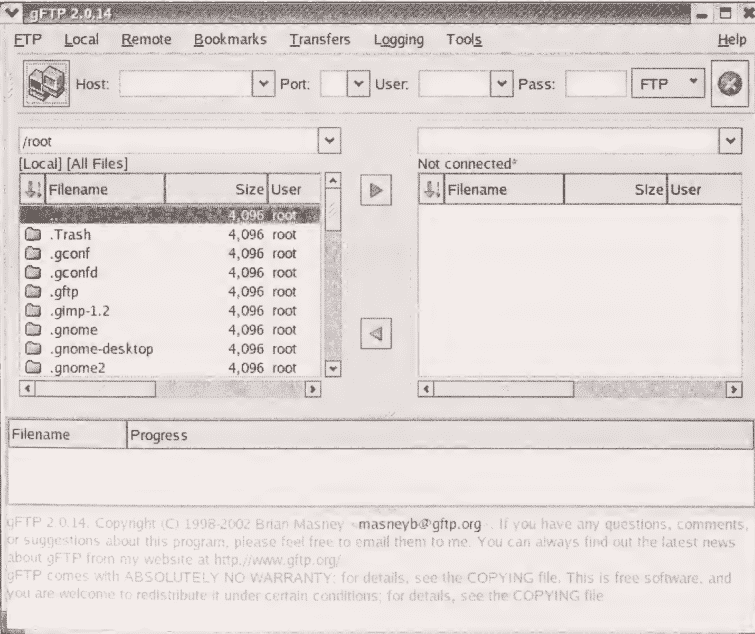 gFTP 2.0.14
FTP Local Remote Bookmarks Transfers Logging Tools Help
Host: Port: User: Pass: FTP
/root
[Local] [All Files]
Not connected*
Filename Size User
Filename Size User
.. 4,096 root
.Trash 4,096 root
.gconf 4,096 root
.gconfd 4,096 root
.gftp 4,096 root
.gimp-1.2 4,096 root
.gnome 4,096 root
.gnome-desktop 4,096 root
.gnome2 4,096 root
Filename Progress
gFTP 2.0.14, Copyright (C) 1998-2002 Brian Masney <masneyb@gftp.org>. If you have any questions, comments,
or suggestions about this program, please feel free to email them to me. You can always find out the latest news
about gFTP from my website at http://www.gftp.org/
gFTP comes with ABSOLUTELY NO WARRANTY; for details, see the COPYING file. This is free software, and
you are welcome to redistribute it under certain conditions; for details, see the COPYING file